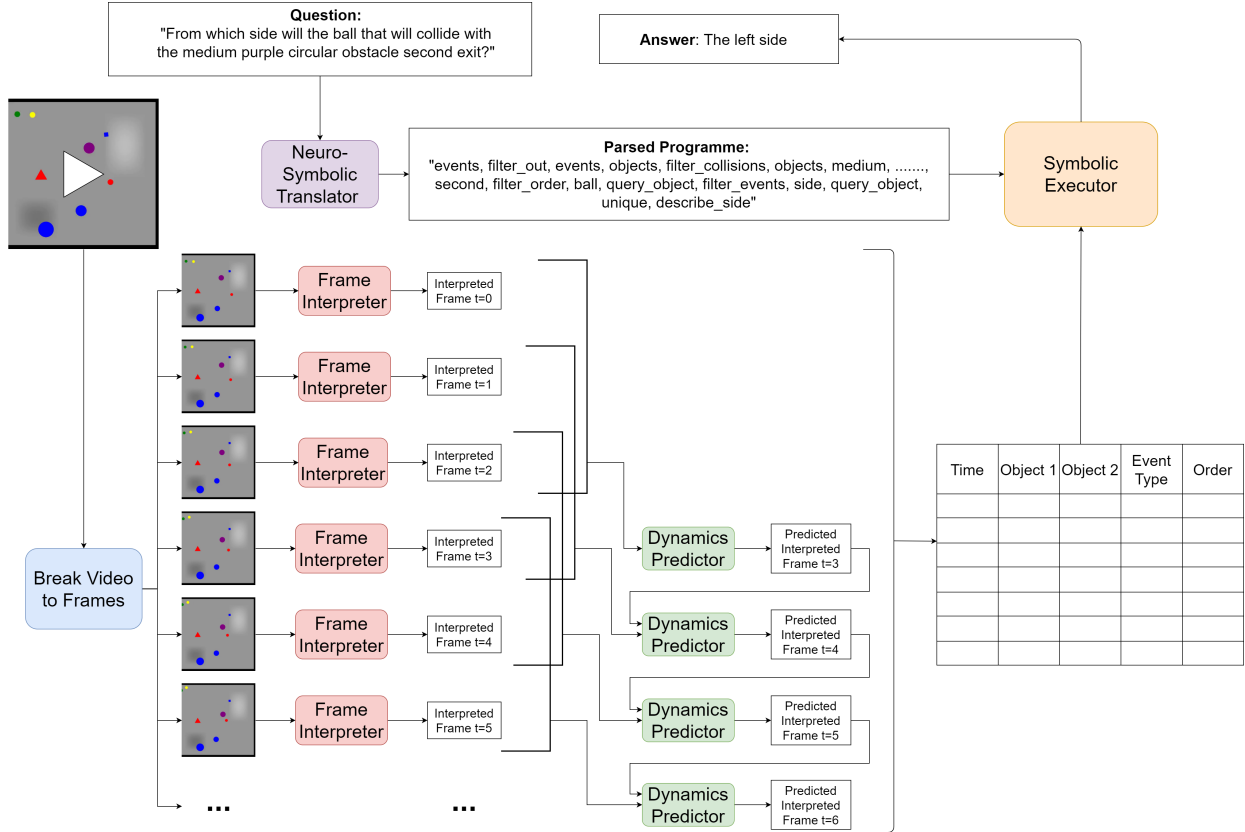 Question:
"From which side will the ball that will collide with
the medium purple circular obstacle second exit?"
Answer: The left side
Neuro-
Symbolic
Translator
Parsed Programme:
"events, filter_out, events, objects, filter_collisions, objects, medium, .......,
second, filter_order, ball, query_object, filter_events, side, query_object,
unique, describe_side"
Symbolic
Executor
Frame
Interpreter
Interpreted
Frame t=0
Frame
Interpreter
Interpreted
Frame t=1
Frame
Interpreter
Interpreted
Frame t=2
Frame
Interpreter
Interpreted
Frame t=3
Frame
Interpreter
Interpreted
Frame t=4
Frame
Interpreter
Interpreted
Frame t=5
...
...
Break Video
to Frames
Dynamics
Predictor
Predicted
Interpreted
Frame t=3
Dynamics
Predictor
Predicted
Interpreted
Frame t=4
Dynamics
Predictor
Predicted
Interpreted
Frame t=5
Dynamics
Predictor
Predicted
Interpreted
Frame t=6
Time
Object 1
Object 2
Event
Type
Order